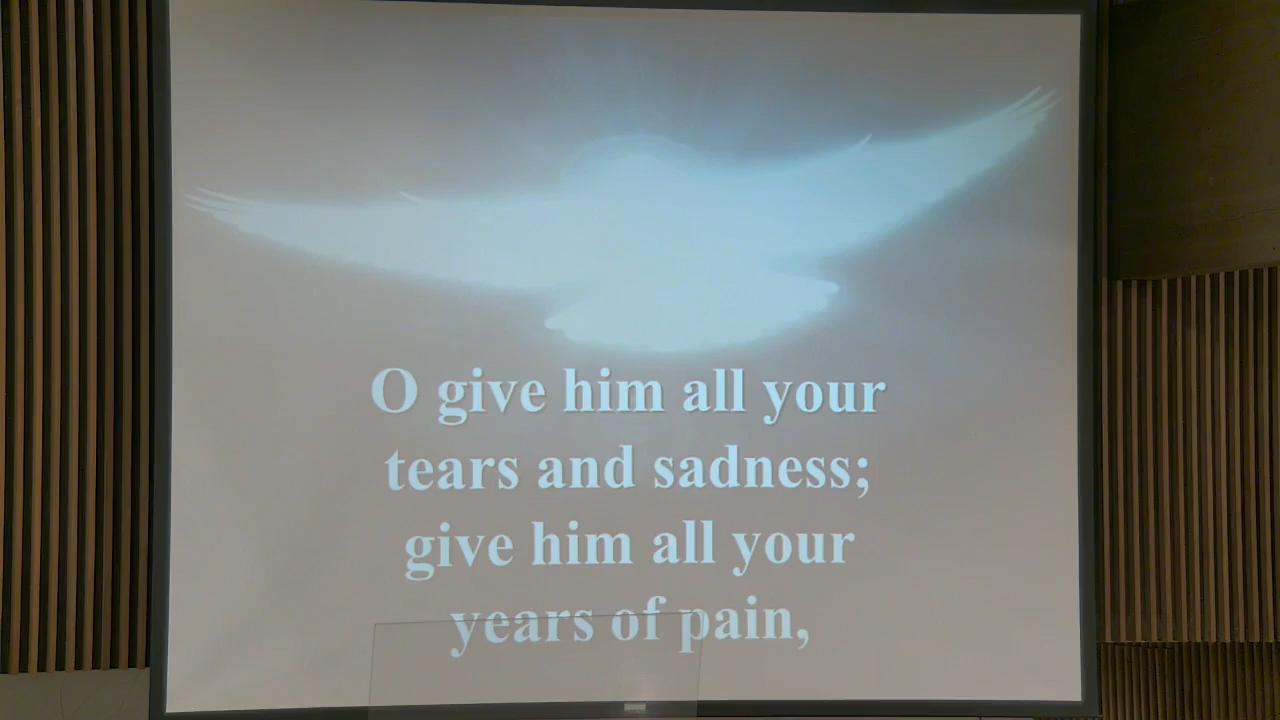 O give him all your
tears and sadness;
give him all your
years of pain,